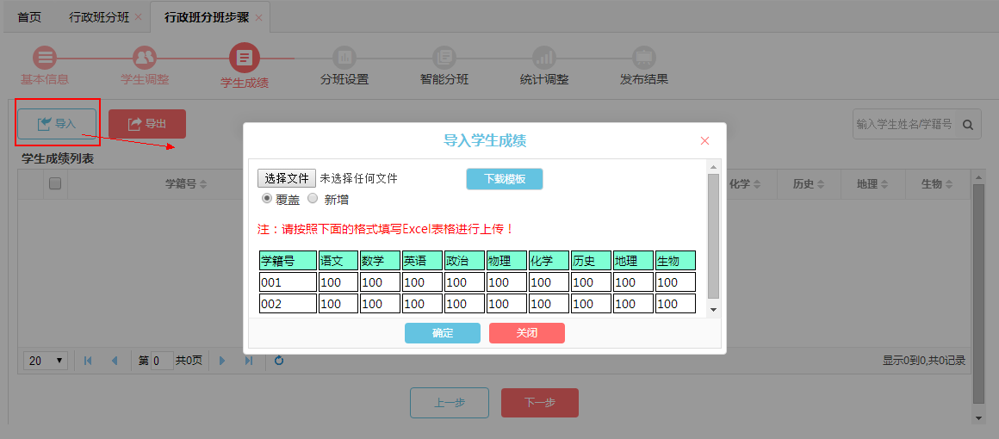 首页 行政班分班 行政班分班步骤
基本信息 学生调整 学生成绩 分班设置 智能分班 统计调整 发布结果
导入 导出 输入学生姓名/学籍号
学生成绩列表
学籍号 化学 历史 地理 生物
导入学生成绩
选择文件 未选择任何文件 下载模板
覆盖 新增
注：请按照下面的格式填写Excel表格进行上传！
学籍号 语文 数学 英语 政治 物理 化学 历史 地理 生物
001 100 100 100 100 100 100 100 100 100
002 100 100 100 100 100 100 100 100 100
确定 关闭
20 第 0 共0页 显示0到0,共0记录
上一步 下一步